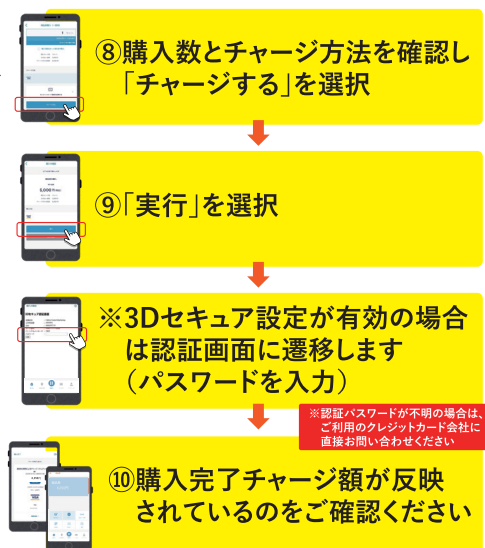 ⑧購入数とチャージ方法を確認し
「チャージする」を選択
⑨「実行」を選択
※3Dセキュア設定が有効の場合
は認証画面に遷移します
（パスワードを入力）
※認証パスワードが不明の場合は、
ご利用のクレジットカード会社に
直接お問い合わせください
⑩購入完了チャージ額が反映
されているのをご確認ください